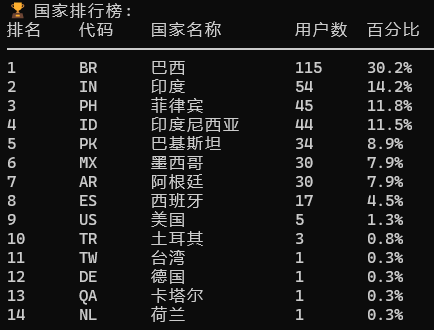 🏆 国家排行榜:
排名 代码 国家名称 用户数 百分比
1 BR 巴西 115 30.2%
2 IN 印度 54 14.2%
3 PH 菲律宾 45 11.8%
4 ID 印度尼西亚 44 11.5%
5 PK 巴基斯坦 34 8.9%
6 MX 墨西哥 30 7.9%
7 AR 阿根廷 30 7.9%
8 ES 西班牙 17 4.5%
9 US 美国 5 1.3%
10 TR 土耳其 3 0.8%
11 TW 台湾 1 0.3%
12 DE 德国 1 0.3%
13 QA 卡塔尔 1 0.3%
14 NL 荷兰 1 0.3%